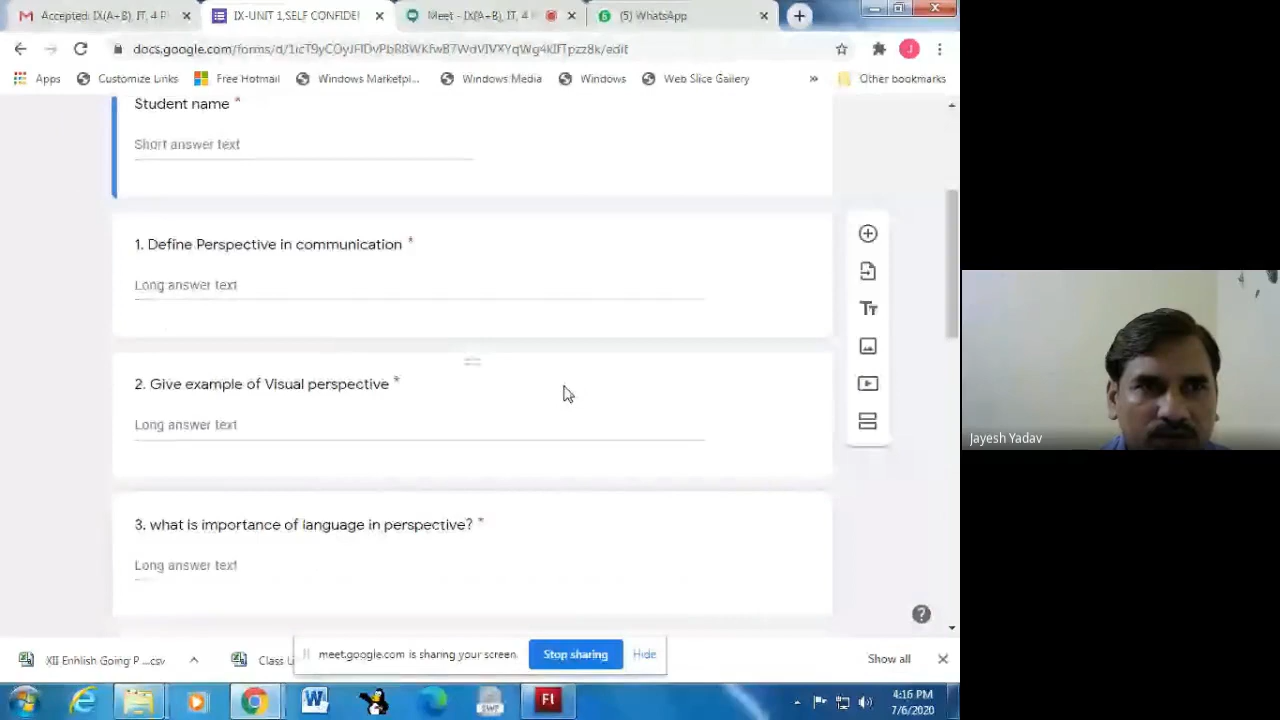 Accepted: IX(A+B), IT, 4 P
IX-UNIT 1,SELF CONFIDEI
Meet - IX(A+B), IT, 4
(5) WhatsApp
Apps
Customize Links
Free Hotmail
Windows Marketpl...
Windows Media
Windows
Web Slice Gallery
»
Other bookmarks
Student name *
Short answer text
1. Define Perspective in communication *
Long answer text
2. Give example of Visual perspective *
Long answer text
3. what is importance of language in perspective? *
Long answer text
Jayesh Yadav
XII Enhlish Going P ....csv
meet.google.com is sharing your screen.
Stop sharing
Hide
Show all
4:16 PM
7/6/2020